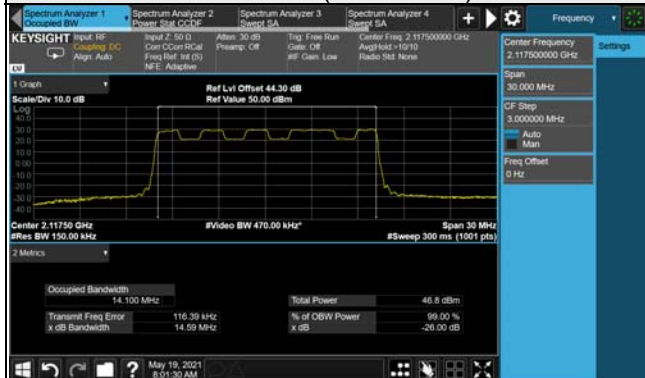 Spectrum Analyzer 1
Occupied BW
Spectrum Analyzer 2
Power Stat CCDF
Spectrum Analyzer 3
Swept SA
Spectrum Analyzer 4
Swept SA
Frequency
KEYSIGHT
Input: RF
Coupling: DC
Align: Auto
Input Z: 50 Ω
Corr CCorr RCal
Freq Ref: Int (S)
NFE: Adaptive
Atten: 30 dB
Preamp: Off
Trig: Free Run
Gate: Off
#IF Gain: Low
Center Freq: 2.117500000 GHz
Avg|Hold:>10/10
Radio Std: None
Center Frequency
2.117500000 GHz
Settings
Span
30.000 MHz
CF Step
3.000000 MHz
Auto
Man
Freq Offset
0 Hz
1 Graph
Scale/Div 10.0 dB
Ref Lvl Offset 44.30 dB
Ref Value 50.00 dBm
Log
40.0
30.0
20.0
10.0
0.00
-10.0
-20.0
-30.0
-40.0
Center 2.11750 GHz
#Res BW 150.00 kHz
#Video BW 470.00 kHz*
Span 30 MHz
#Sweep 300 ms (1001 pts)
2 Metrics
Occupied Bandwidth
14.100 MHz
Total Power
46.8 dBm
Transmit Freq Error
116.39 kHz
% of OBW Power
99.00 %
x dB Bandwidth
14.59 MHz
x dB
-26.00 dB
May 19, 2021
8:01:30 AM